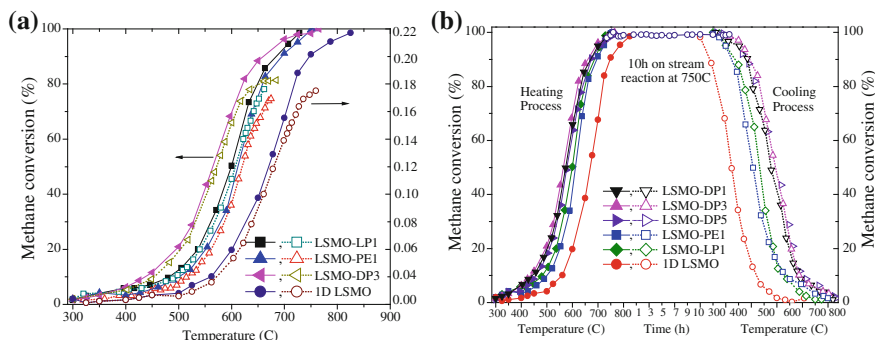 (a)
Methane conversion (%)
100
80
60
40
20
0
0.22
0.20
0.18
0.16
0.14
0.12
0.10
0.08
0.06
0.04
0.02
0.00
, LSMO-LP1
, LSMO-PE1
, LSMO-DP3
, 1D LSMO
300 400 500 600 700 800 900
Temperature (C)
(b)
Methane conversion (%)
100
80
60
40
20
0
100
80
60
40
20
0
Heating
Process
10h on stream
reaction at 750C
Cooling
Process
, LSMO-DP1
, LSMO-DP3
, LSMO-DP5
, LSMO-PE1
, LSMO-LP1
, 1D LSMO
300 400 500 600 700 800 1 3 5 7 9 10 300 400 500 600 700 800
Temperature (C) Time (h) Temperature (C)